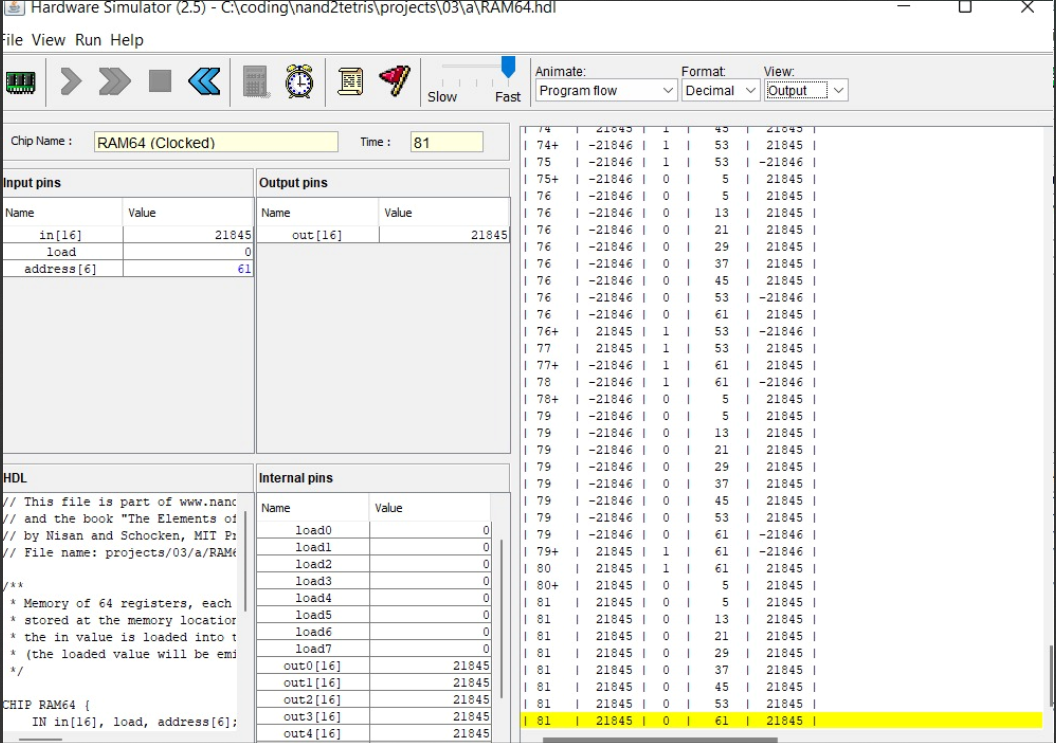 Hardware Simulator (2.5) - C:\coding\nand2tetris\projects\03\a\RAM64.hdl
File View Run Help
Slow Fast
Animate: Format: View:
Program flow Decimal Output
Chip Name : RAM64 (Clocked) Time : 81
Input pins
Name Value
in[16] 21845
load 0
address[6] 61
Output pins
Name Value
out[16] 21845
HDL
// This file is part of www.nand
// and the book "The Elements of
// by Nisan and Schocken, MIT Pr
// File name: projects/03/a/RAM6
/**
* Memory of 64 registers, each
* stored at the memory location
* the in value is loaded into t
* (the loaded value will be emi
*/
CHIP RAM64 {
IN in[16], load, address[6];
Internal pins
Name Value
load0 0
load1 0
load2 0
load3 0
load4 0
load5 0
load6 0
load7 0
out0[16] 21845
out1[16] 21845
out2[16] 21845
out3[16] 21845
out4[16] 21845
| 74 | 21845 | 1 | 45 | 21845 |
| 74+ | -21846 | 1 | 53 | 21845 |
| 75 | -21846 | 1 | 53 | -21846 |
| 75+ | -21846 | 0 | 5 | 21845 |
| 76 | -21846 | 0 | 5 | 21845 |
| 76 | -21846 | 0 | 13 | 21845 |
| 76 | -21846 | 0 | 21 | 21845 |
| 76 | -21846 | 0 | 29 | 21845 |
| 76 | -21846 | 0 | 37 | 21845 |
| 76 | -21846 | 0 | 45 | 21845 |
| 76 | -21846 | 0 | 53 | -21846 |
| 76 | -21846 | 0 | 61 | 21845 |
| 76+ | 21845 | 1 | 53 | -21846 |
| 77 | 21845 | 1 | 53 | 21845 |
| 77+ | -21846 | 1 | 61 | 21845 |
| 78 | -21846 | 1 | 61 | -21846 |
| 78+ | -21846 | 0 | 5 | 21845 |
| 79 | -21846 | 0 | 5 | 21845 |
| 79 | -21846 | 0 | 13 | 21845 |
| 79 | -21846 | 0 | 21 | 21845 |
| 79 | -21846 | 0 | 29 | 21845 |
| 79 | -21846 | 0 | 37 | 21845 |
| 79 | -21846 | 0 | 45 | 21845 |
| 79 | -21846 | 0 | 53 | 21845 |
| 79 | -21846 | 0 | 61 | -21846 |
| 79+ | 21845 | 1 | 61 | -21846 |
| 80 | 21845 | 1 | 61 | 21845 |
| 80+ | 21845 | 0 | 5 | 21845 |
| 81 | 21845 | 0 | 5 | 21845 |
| 81 | 21845 | 0 | 13 | 21845 |
| 81 | 21845 | 0 | 21 | 21845 |
| 81 | 21845 | 0 | 29 | 21845 |
| 81 | 21845 | 0 | 37 | 21845 |
| 81 | 21845 | 0 | 45 | 21845 |
| 81 | 21845 | 0 | 53 | 21845 |
| 81 | 21845 | 0 | 61 | 21845 |